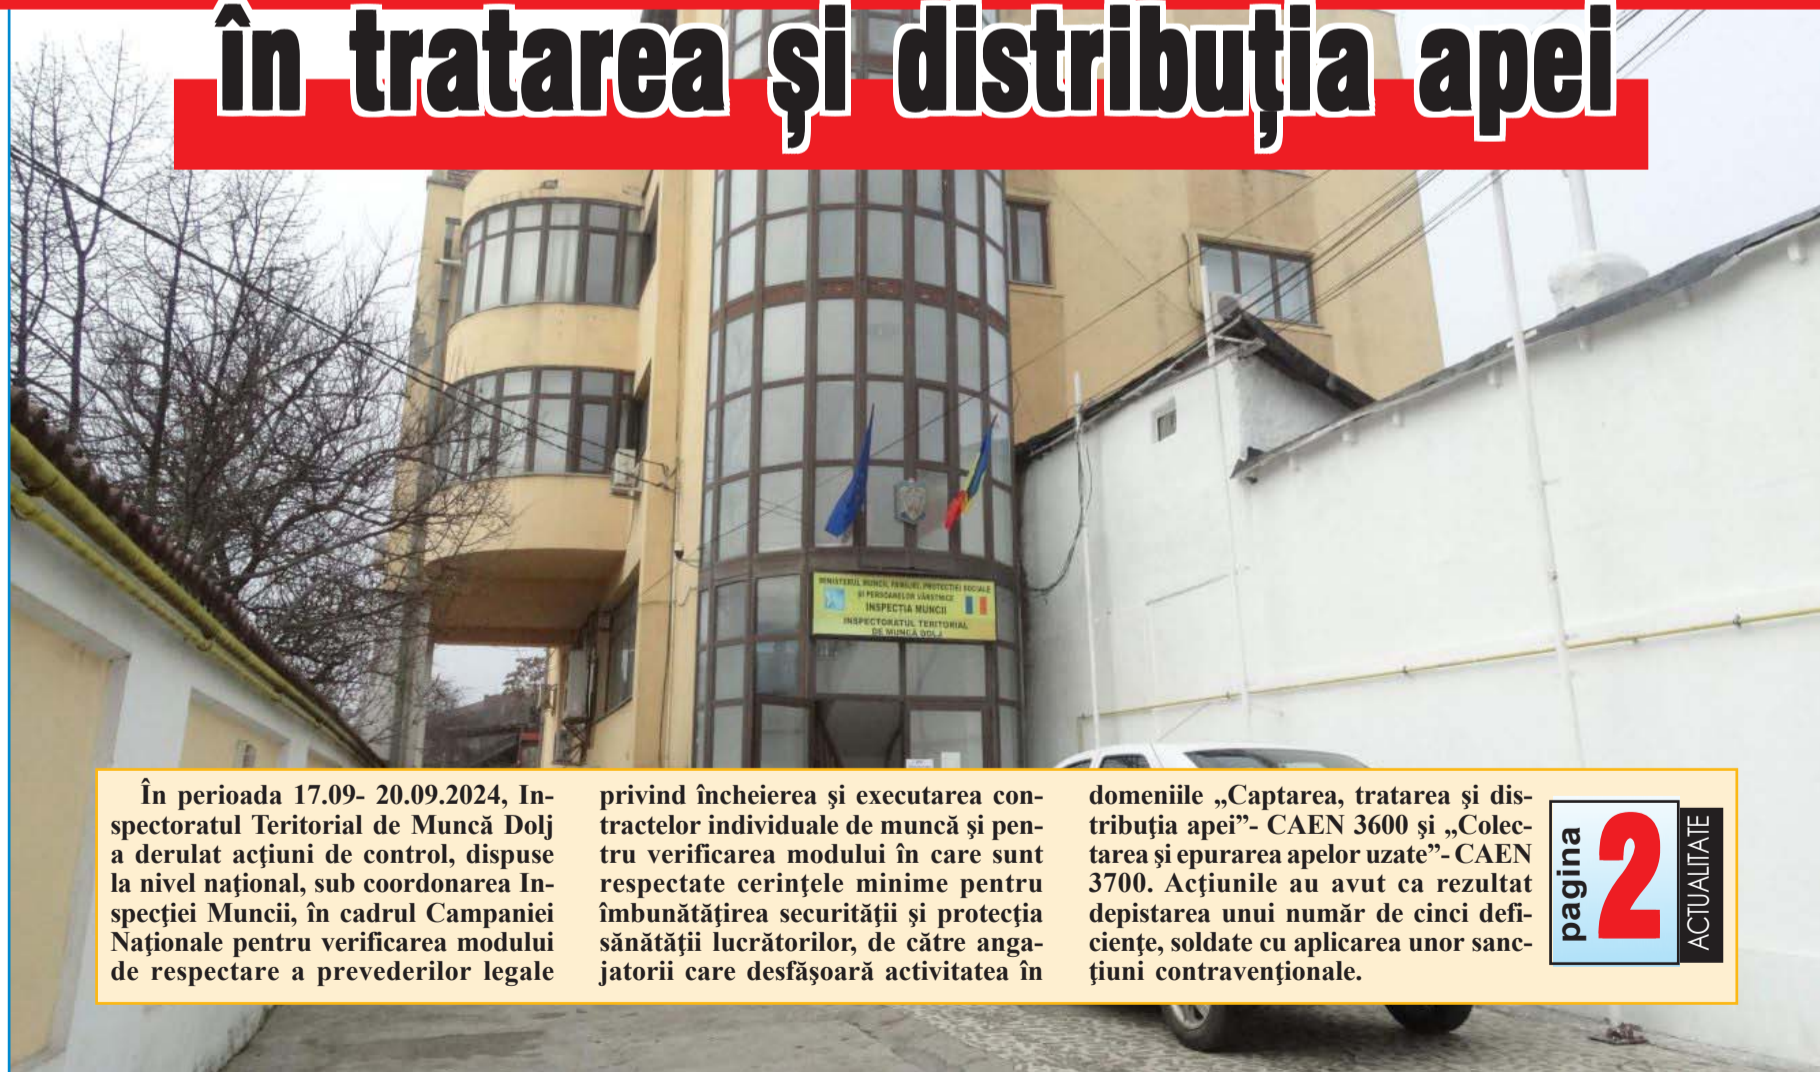 în tratarea și distribuția apei
MINISTERUL MUNCII, FAMILIEI, PROTECȚIEI SOCIALE
ȘI PERSOANELOR VÂRSTNICE
INSPECȚIA MUNCII
INSPECTORATUL TERITORIAL
DE MUNCĂ DOLJ
În perioada 17.09- 20.09.2024, In-
spectoratul Teritorial de Muncă Dolj
a derulat acţiuni de control, dispuse
la nivel naţional, sub coordonarea In-
specţiei Muncii, în cadrul Campaniei
Naţionale pentru verificarea modului
de respectare a prevederilor legale
privind încheierea şi executarea con-
tractelor individuale de muncă şi pen-
tru verificarea modului în care sunt
respectate cerinţele minime pentru
îmbunătăţirea securităţii şi protecţia
sănătăţii lucrătorilor, de către anga-
jatorii care desfăşoară activitatea în
domeniile „Captarea, tratarea şi dis-
tribuţia apei”- CAEN 3600 şi „Colec-
tarea şi epurarea apelor uzate”- CAEN
3700. Acţiunile au avut ca rezultat
depistarea unui număr de cinci defi-
cienţe, soldate cu aplicarea unor sanc-
ţiuni contravenţionale.
pagina
2
ACTUALITATE